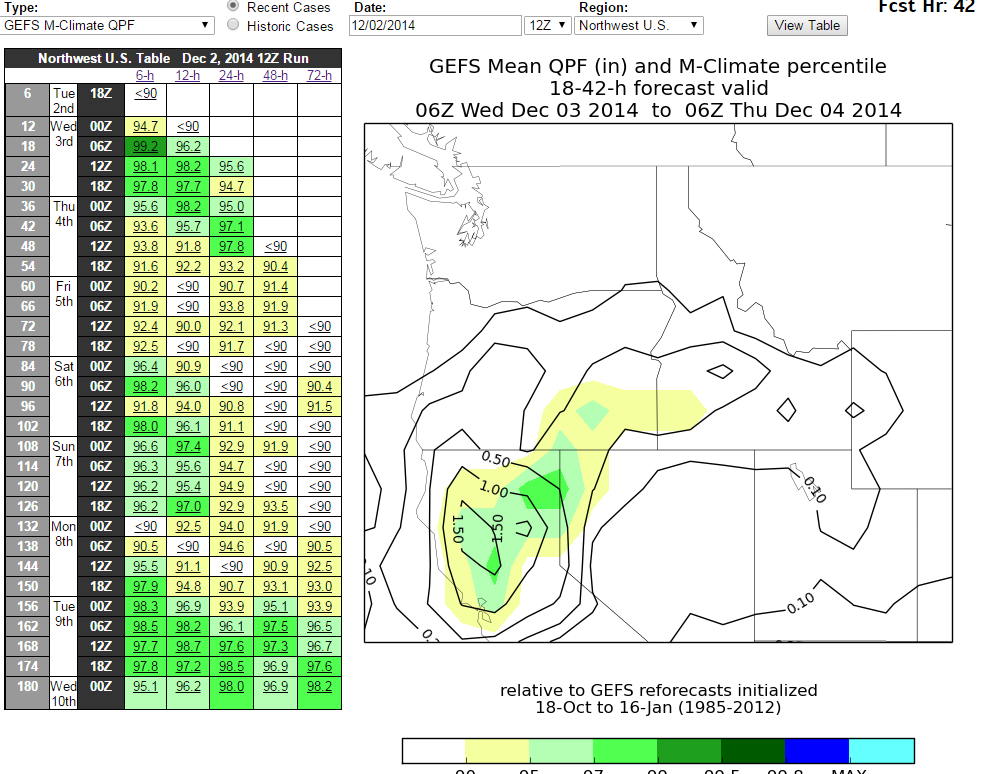 Type:
GEFS M-Climate QPF
Recent Cases
Historic Cases
Date:
12/02/2014
12Z
Region:
Northwest U.S.
View Table
Fcst Hr: 42
Northwest U.S. Table Dec 2, 2014 12Z Run
6-h 12-h 24-h 48-h 72-h
6 Tue 2nd 18Z <90
12 Wed 3rd 00Z 94.7 <90
18 06Z 99.2 96.2
24 12Z 98.1 98.2 95.6
30 18Z 97.8 97.7 94.7
36 Thu 4th 00Z 95.6 98.2 95.0
42 06Z 93.6 95.7 97.1
48 12Z 93.8 91.8 97.8 <90
54 18Z 91.6 92.2 93.2 90.4
60 Fri 5th 00Z 90.2 <90 90.7 91.4
66 06Z 91.9 <90 93.8 91.9
72 12Z 92.4 90.0 92.1 91.3 <90
78 18Z 92.5 <90 91.7 <90 <90
84 Sat 6th 00Z 96.4 90.9 <90 <90 <90
90 06Z 98.2 96.0 <90 <90 90.4
96 12Z 91.8 94.0 90.8 <90 91.5
102 18Z 98.0 96.1 91.1 <90 <90
108 Sun 7th 00Z 96.6 97.4 92.9 91.9 <90
114 06Z 96.3 95.6 94.7 <90 <90
120 12Z 96.2 95.4 94.9 <90 <90
126 18Z 96.2 97.0 92.9 93.5 <90
132 Mon 8th 00Z <90 92.5 94.0 91.9 <90
138 06Z 90.5 <90 94.6 <90 90.5
144 12Z 95.5 91.1 <90 90.9 92.5
150 18Z 97.9 94.8 90.7 93.1 93.0
156 Tue 9th 00Z 98.3 96.9 93.9 95.1 93.9
162 06Z 98.5 98.2 96.1 97.5 96.5
168 12Z 97.7 98.7 97.6 97.3 96.7
174 18Z 97.8 97.2 98.5 96.9 97.6
180 Wed 10th 00Z 95.1 96.2 98.0 96.9 98.2
GEFS Mean QPF (in) and M-Climate percentile
18-42-h forecast valid
06Z Wed Dec 03 2014 to 06Z Thu Dec 04 2014
0.50
1.00
1.50
1.50
0.10
0.10
relative to GEFS reforecasts initialized
18-Oct to 16-Jan (1985-2012)
90 95 97 99 99.5 99.8 MAX